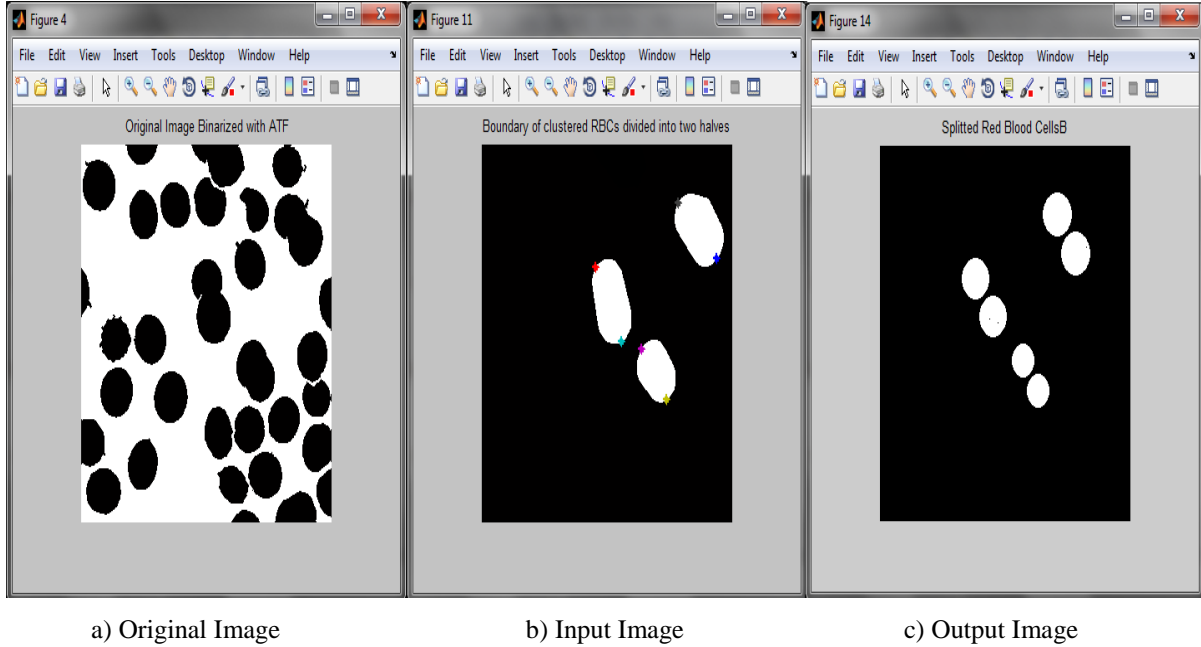 Figure 4
File Edit View Insert Tools Desktop Window Help
Original Image Binarized with ATF
Figure 11
File Edit View Insert Tools Desktop Window Help
Boundary of clustered RBCs divided into two halves
Figure 14
File Edit View Insert Tools Desktop Window Help
Splitted Red Blood CellsB
a) Original Image
b) Input Image
c) Output Image